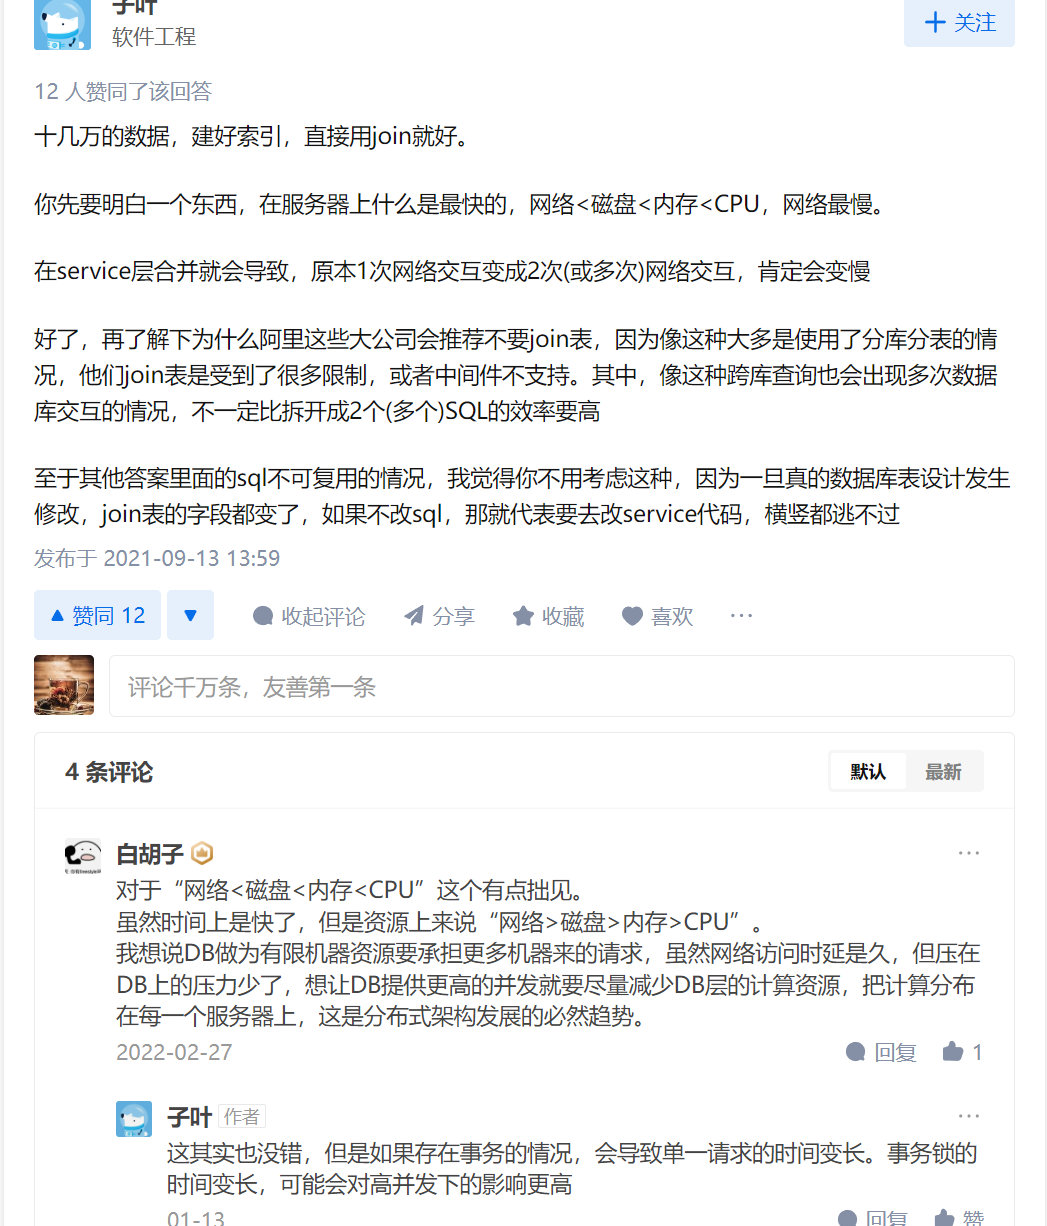 子叶
软件工程
关注
12 人赞同了该回答
十几万的数据，建好索引，直接用join就好。
你先要明白一个东西，在服务器上什么是最快的，网络<磁盘<内存<CPU，网络最慢。
在service层合并就会导致，原本1次网络交互变成2次(或多次)网络交互，肯定会变慢
好了，再了解下为什么阿里这些大公司会推荐不要join表，因为像这种大多是使用了分库分表的情
况，他们join表是受到了很多限制，或者中间件不支持。其中，像这种跨库查询也会出现多次数据
库交互的情况，不一定比拆开成2个(多个)SQL的效率要高
至于其他答案里面的sql不可复用的情况，我觉得你不用考虑这种，因为一旦真的数据库表设计发生
修改，join表的字段都变了，如果不改sql，那就代表要去改service代码，横竖都逃不过
发布于 2021-09-13 13:59
赞同 12 收起评论 分享 收藏 喜欢 ···
评论千万条，友善第一条
4 条评论 默认 最新
白胡子 ···
对于“网络<磁盘<内存<CPU”这个有点拙见。
虽然时间上是快了，但是资源上来说“网络>磁盘>内存>CPU”。
我想说DB做为有限机器资源要承担更多机器来的请求，虽然网络访问时延是久，但压在
DB上的压力少了，想让DB提供更高的并发就要尽量减少DB层的计算资源，把计算分布
在每一个服务器上，这是分布式架构发展的必然趋势。
2022-02-27 回复 1
子叶 作者 ···
这其实也没错，但是如果存在事务的情况，会导致单一请求的时间变长。事务锁的
时间变长，可能会对高并发下的影响更高
01-13 回复 赞